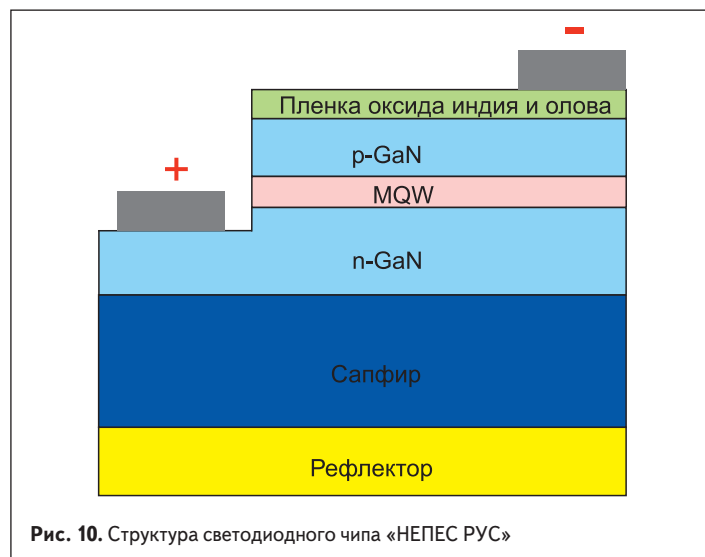 -
Пленка оксида индия и олова
p-GaN
+
MQW
n-GaN
Сапфир
Рефлектор
Рис. 10. Структура светодиодного чипа «НЕПЕС РУС»